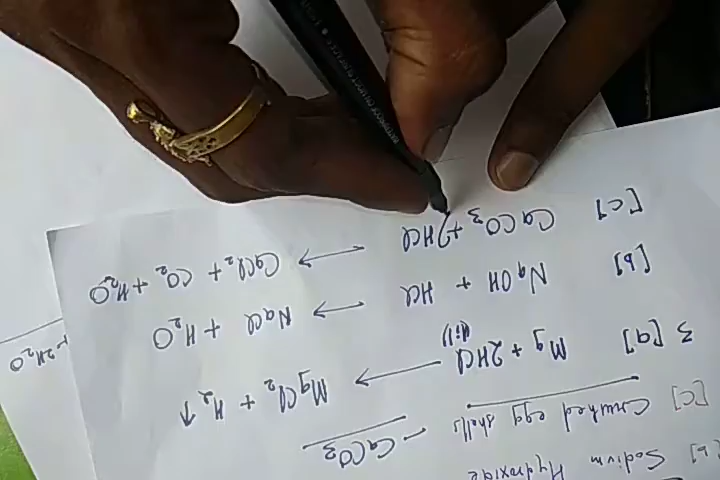 [b] Sodium Hydroxide
[c] Crushed egg shells — CaCO₃
3 [a] Mg + 2HCl (dil) → MgCl₂ + H₂ ↑
[b] NaOH + HCl → NaCl + H₂O
[c] CaCO₃ + 2HCl → CaCl₂ + CO₂ + H₂O
+ 2H₂O